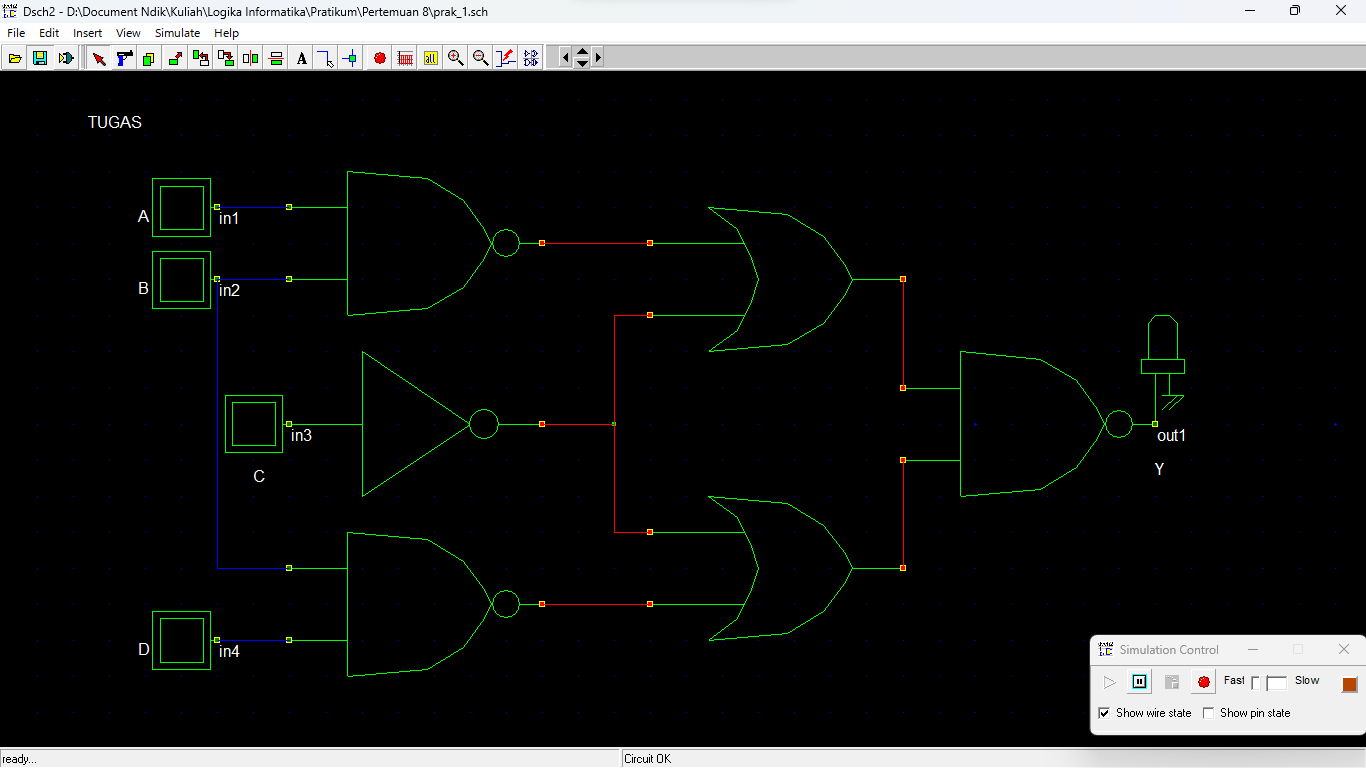 Dsch2 - D:\Document Ndik\Kuliah\Logika Informatika\Pratikum\Pertemuan 8\prak_1.sch
File Edit Insert View Simulate Help
A
TUGAS
A
in1
B
in2
in3
C
out1
Y
D
in4
Simulation Control
Fast
Slow
Show wire state
Show pin state
ready...
Circuit OK